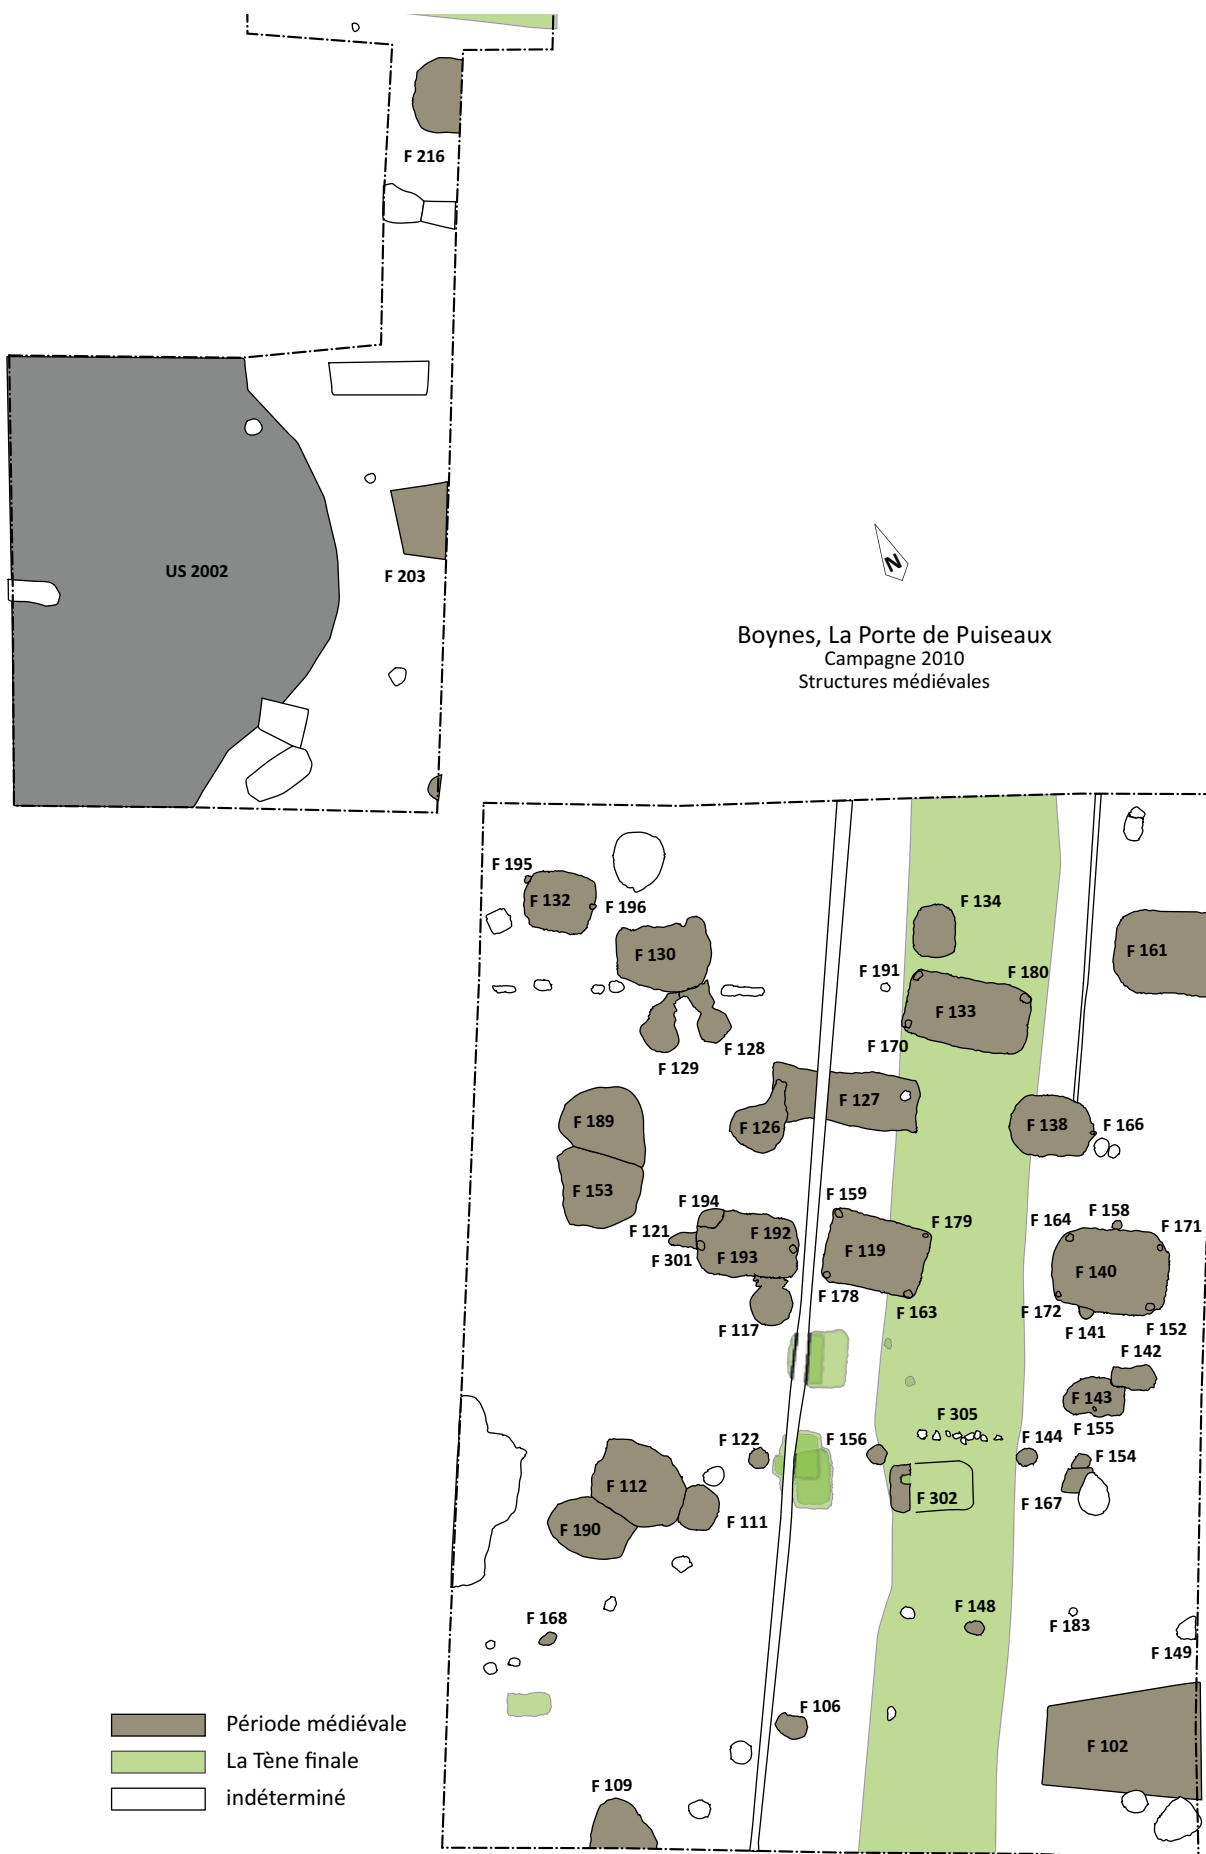 F 216
US 2002
F 203
N
Boynes, La Porte de Puiseaux
Campagne 2010
Structures médiévales
F 195
F 132
F 196
F 130
F 134
F 161
F 191
F 180
F 133
F 170
F 128
F 129
F 127
F 126
F 138
F 166
F 189
F 153
F 194
F 159
F 158
F 121
F 192
F 179
F 164
F 171
F 301
F 193
F 119
F 140
F 178
F 163
F 172
F 141
F 152
F 117
F 142
F 143
F 305
F 155
F 122
F 156
F 144
F 154
F 112
F 302
F 167
F 190
F 111
F 168
F 148
F 183
F 149
F 106
F 102
F 109
Période médiévale
La Tène finale
indéterminé